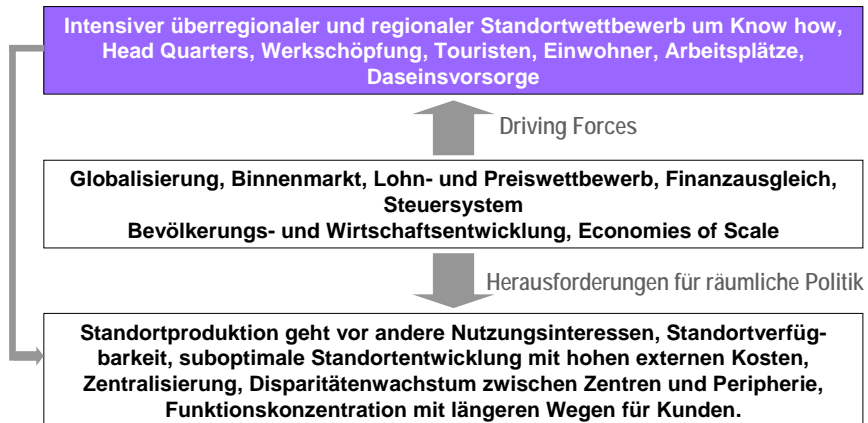 Intensiver überregionaler und regionaler Standortwettbewerb um Know how,
Head Quarters, Werkschöpfung, Touristen, Einwohner, Arbeitsplätze,
Daseinsvorsorge
Driving Forces
Globalisierung, Binnenmarkt, Lohn- und Preiswettbewerb, Finanzausgleich,
Steuersystem
Bevölkerungs- und Wirtschaftsentwicklung, Economies of Scale
Herausforderungen für räumliche Politik
Standortproduktion geht vor andere Nutzungsinteressen, Standortverfüg-
barkeit, suboptimale Standortentwicklung mit hohen externen Kosten,
Zentralisierung, Disparitätenwachstum zwischen Zentren und Peripherie,
Funktionskonzentration mit längeren Wegen für Kunden.